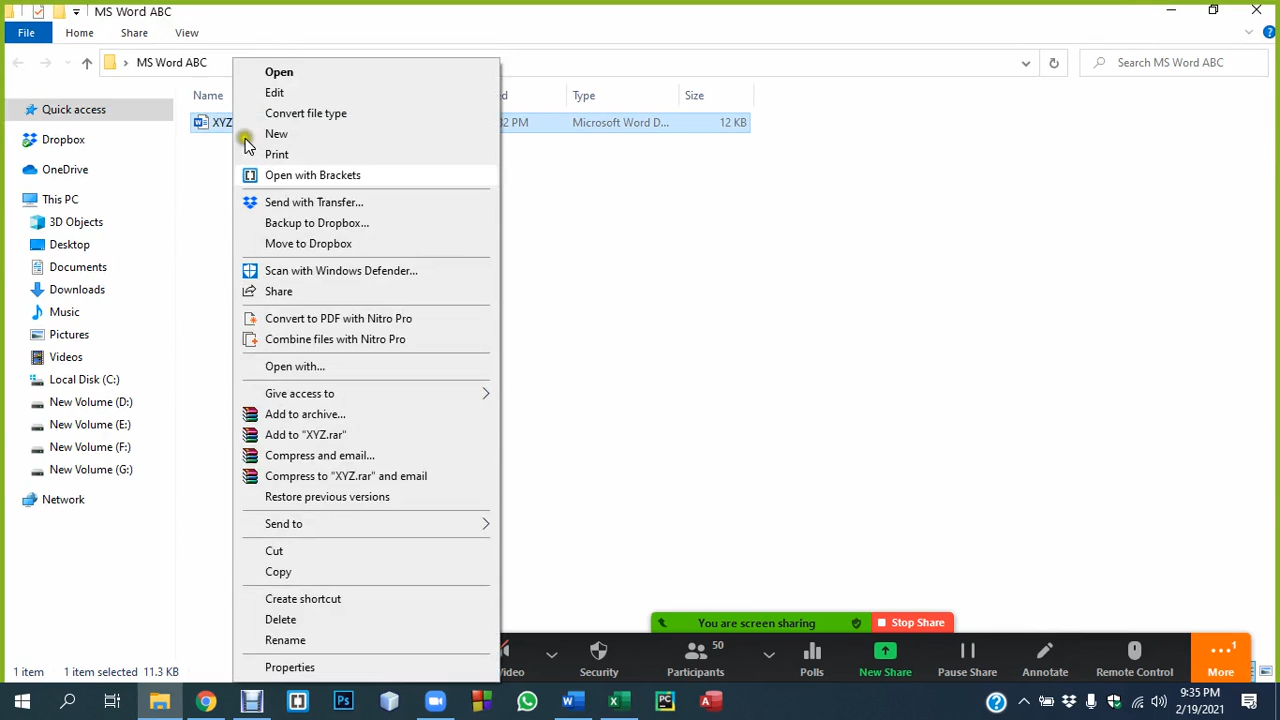 MS Word ABC
File Home Share View
MS Word ABC
Search MS Word ABC
Name Type Size
XYZ 2 PM Microsoft Word D... 12 KB
Quick access
Dropbox
OneDrive
This PC
3D Objects
Desktop
Documents
Downloads
Music
Pictures
Videos
Local Disk (C:)
New Volume (D:)
New Volume (E:)
New Volume (F:)
New Volume (G:)
Network
Open
Edit
Convert file type
New
Print
Open with Brackets
Send with Transfer...
Backup to Dropbox...
Move to Dropbox
Scan with Windows Defender...
Share
Convert to PDF with Nitro Pro
Combine files with Nitro Pro
Open with...
Give access to
Add to archive...
Add to "XYZ.rar"
Compress and email...
Compress to "XYZ.rar" and email
Restore previous versions
Send to
Cut
Copy
Create shortcut
Delete
Rename
Properties
You are screen sharing Stop Share
50 1
Video Security Participants Polls New Share Pause Share Annotate Remote Control More
1 item 1 item selected 11.3 KB
9:35 PM
2/19/2021